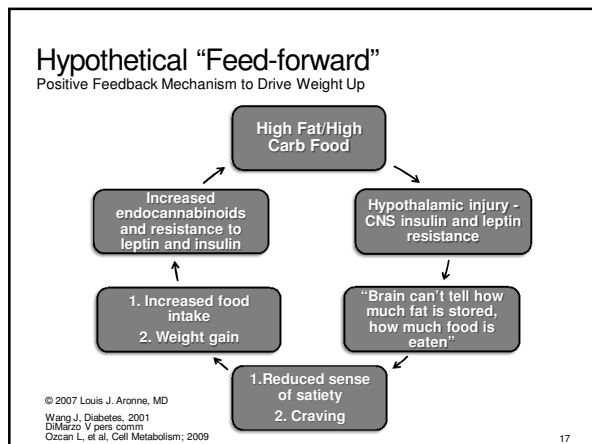 Hypothetical “Feed-forward”
Positive Feedback Mechanism to Drive Weight Up
High Fat/High
Carb Food
Hypothalamic injury -
CNS insulin and leptin
resistance
“Brain can’t tell how
much fat is stored,
how much food is
eaten”
1.Reduced sense
of satiety
2. Craving
1. Increased food
intake
2. Weight gain
Increased
endocannabinoids
and resistance to
leptin and insulin
© 2007 Louis J. Aronne, MD
Wang J, Diabetes, 2001
DiMarzo V pers comm
Ozcan L, et al, Cell Metabolism; 2009
17